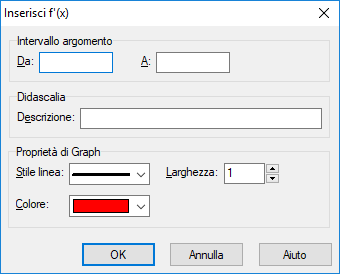 Inserisci f'(x)
Intervallo argomento
Da: A:
Didascalia
Descrizione:
Proprietà di Graph
Stile linea: Larghezza: 1
Colore:
OK Annulla Aiuto